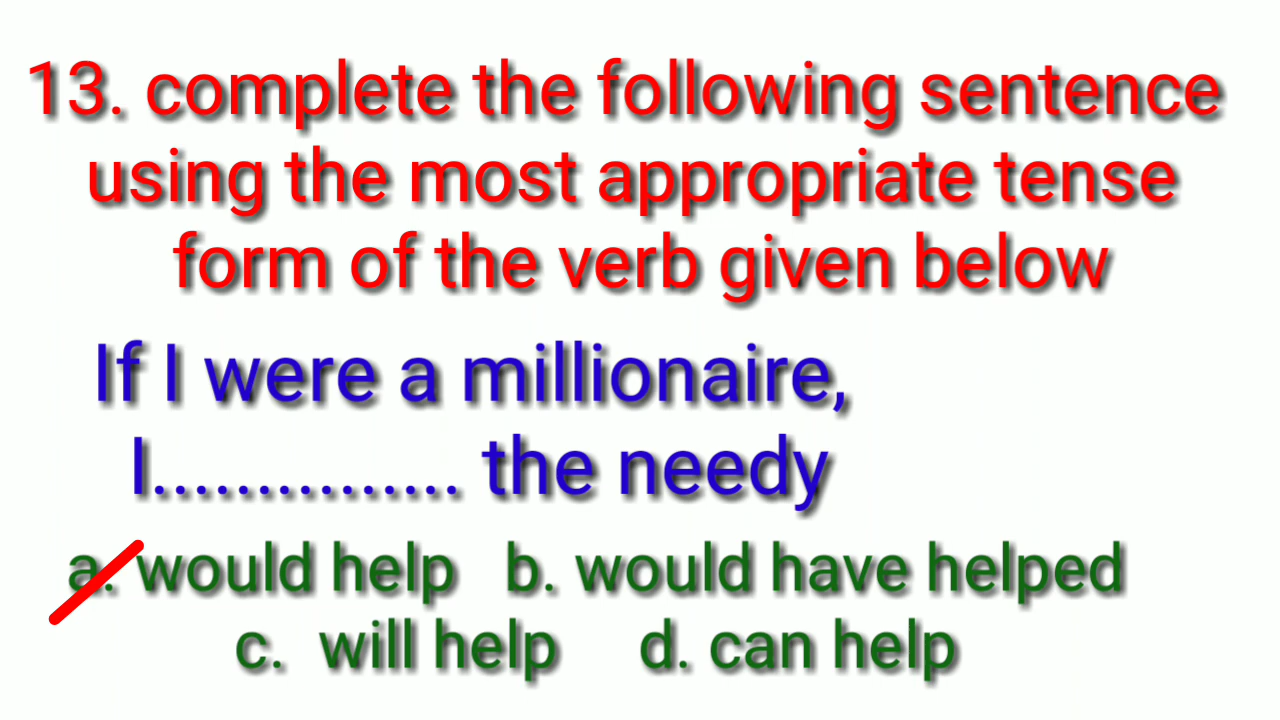 13. complete the following sentence
using the most appropriate tense
form of the verb given below
If I were a millionaire,
I............... the needy
a. would help b. would have helped
c. will help d. can help